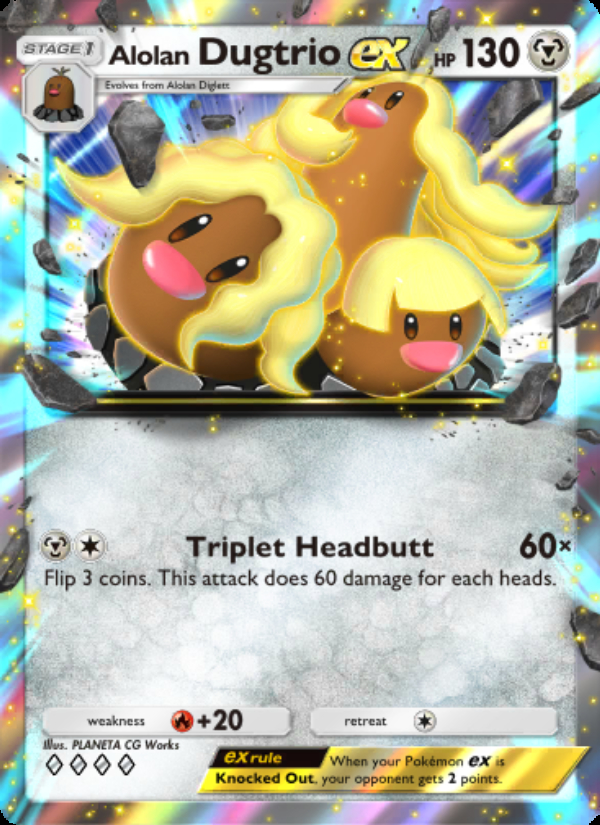 STAGE 1 Alolan Dugtrio ex HP 130
Evolves from Alolan Diglett
Triplet Headbutt 60×
Flip 3 coins. This attack does 60 damage for each heads.
weakness +20 retreat
Illus. PLANETA CG Works
ex rule When your Pokémon ex is
Knocked Out, your opponent gets 2 points.